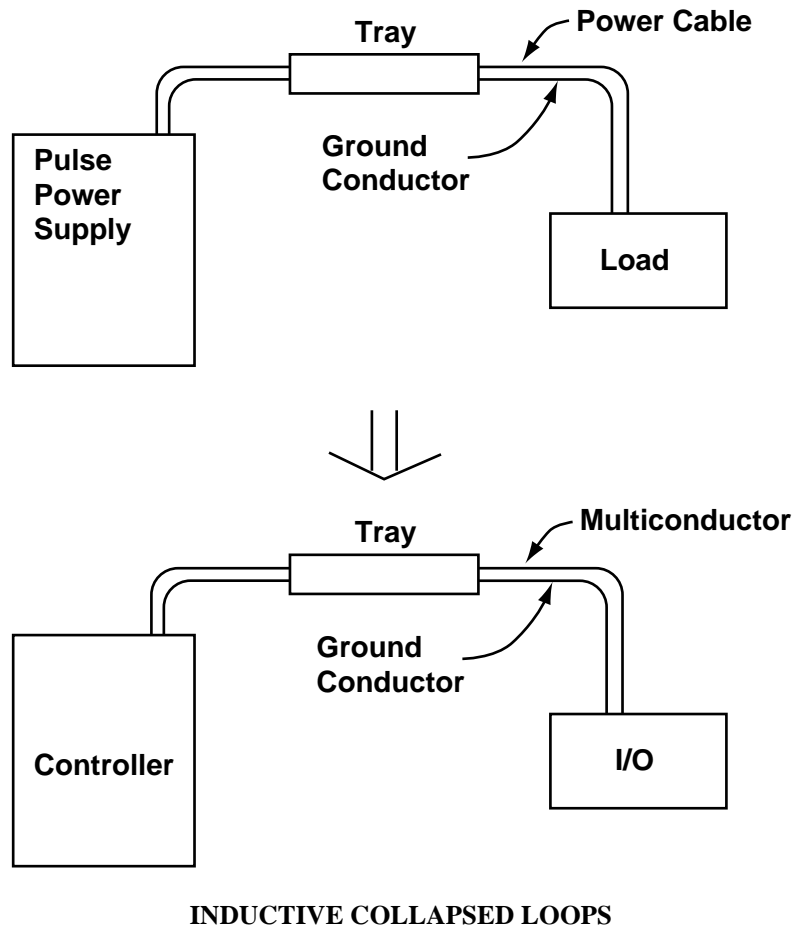 Tray
Power Cable
Ground
Conductor
Pulse
Power
Supply
Load
Tray
Multiconductor
Ground
Conductor
Controller
I/O
INDUCTIVE COLLAPSED LOOPS